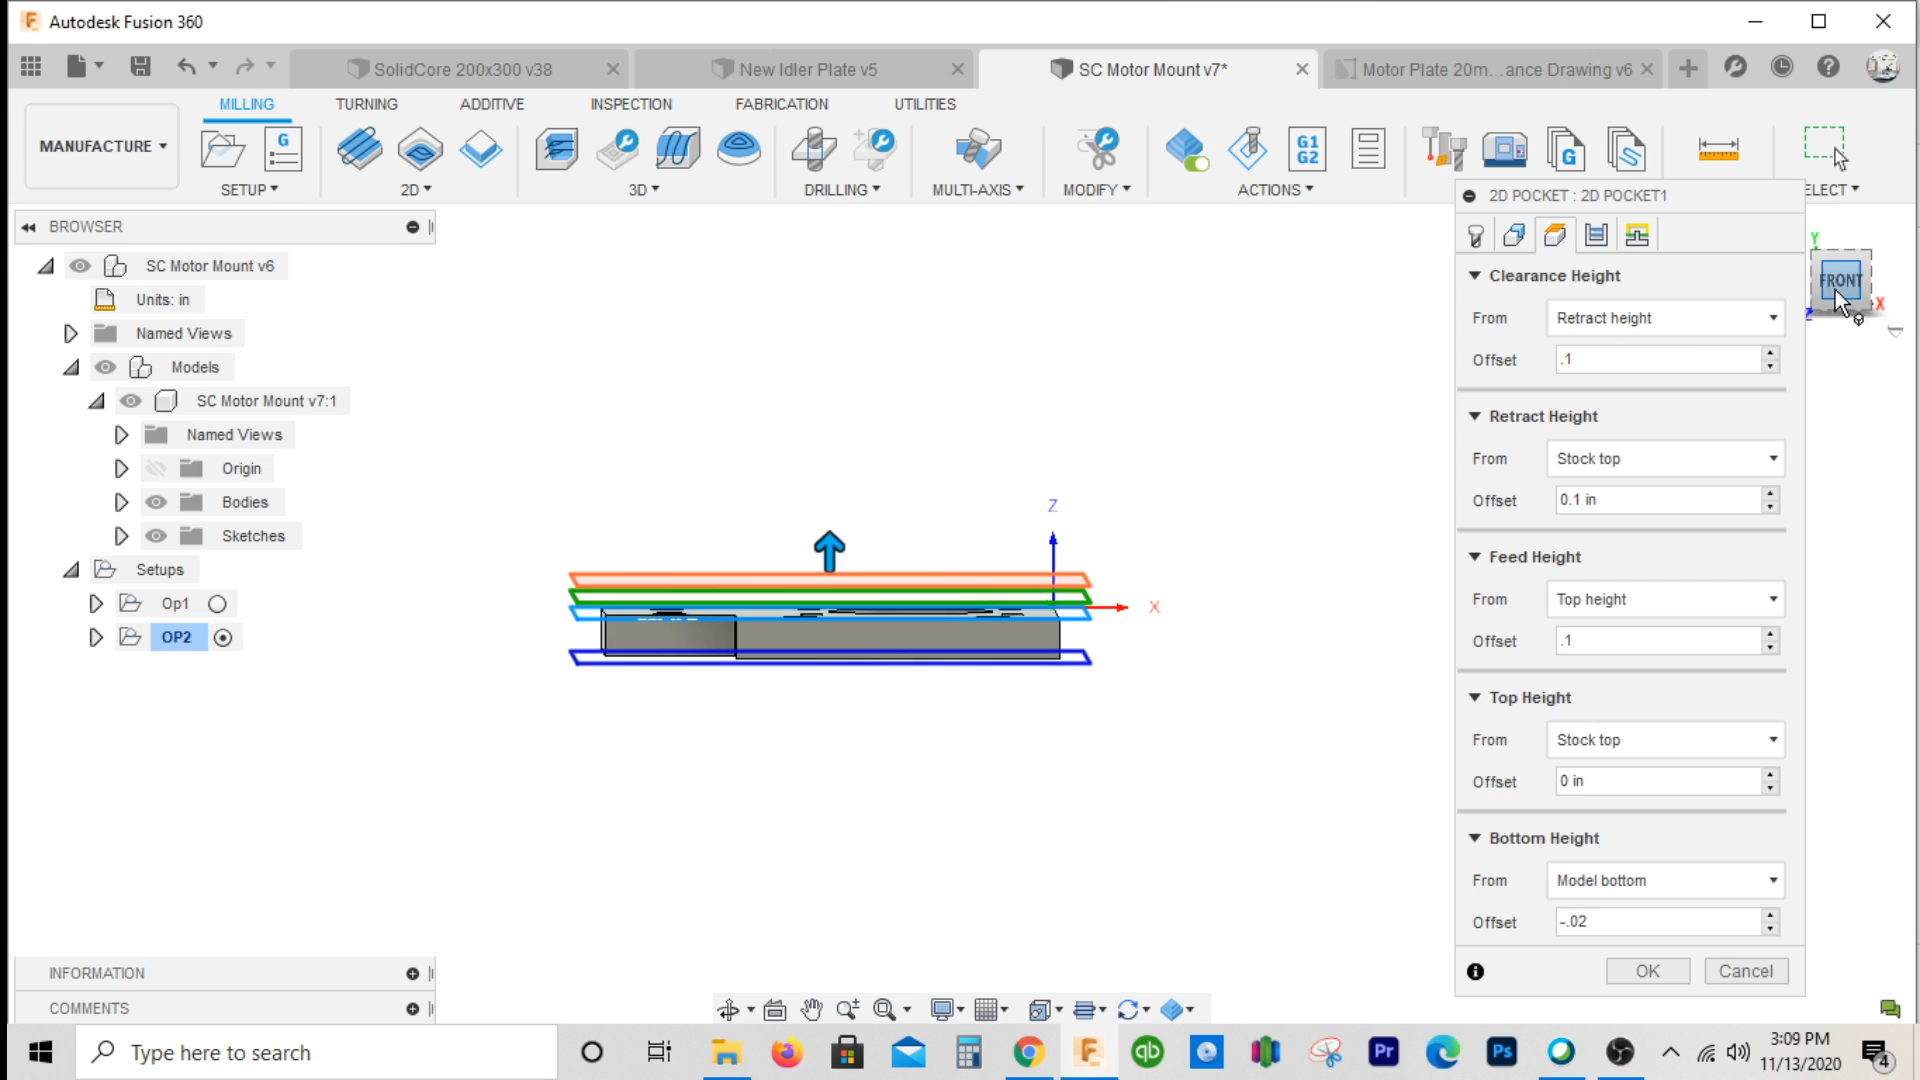 Autodesk Fusion 360
SolidCore 200x300 v38
New Idler Plate v5
SC Motor Mount v7*
Motor Plate 20m...ance Drawing v6
MILLING
TURNING
ADDITIVE
INSPECTION
FABRICATION
UTILITIES
MANUFACTURE
SETUP
2D
3D
DRILLING
MULTI-AXIS
MODIFY
G1
G2
ACTIONS
ELECT
BROWSER
SC Motor Mount v6
Units: in
Named Views
Models
SC Motor Mount v7:1
Named Views
Origin
Bodies
Sketches
Setups
Op1
OP2
Z
X
2D POCKET : 2D POCKET1
Clearance Height
From Retract height
Offset .1
Retract Height
From Stock top
Offset 0.1 in
Feed Height
From Top height
Offset .1
Top Height
From Stock top
Offset 0 in
Bottom Height
From Model bottom
Offset -.02
OK Cancel
Y
FRONT
X
Z
INFORMATION
COMMENTS
Type here to search
qb
Pr
Ps
3:09 PM
11/13/2020
4